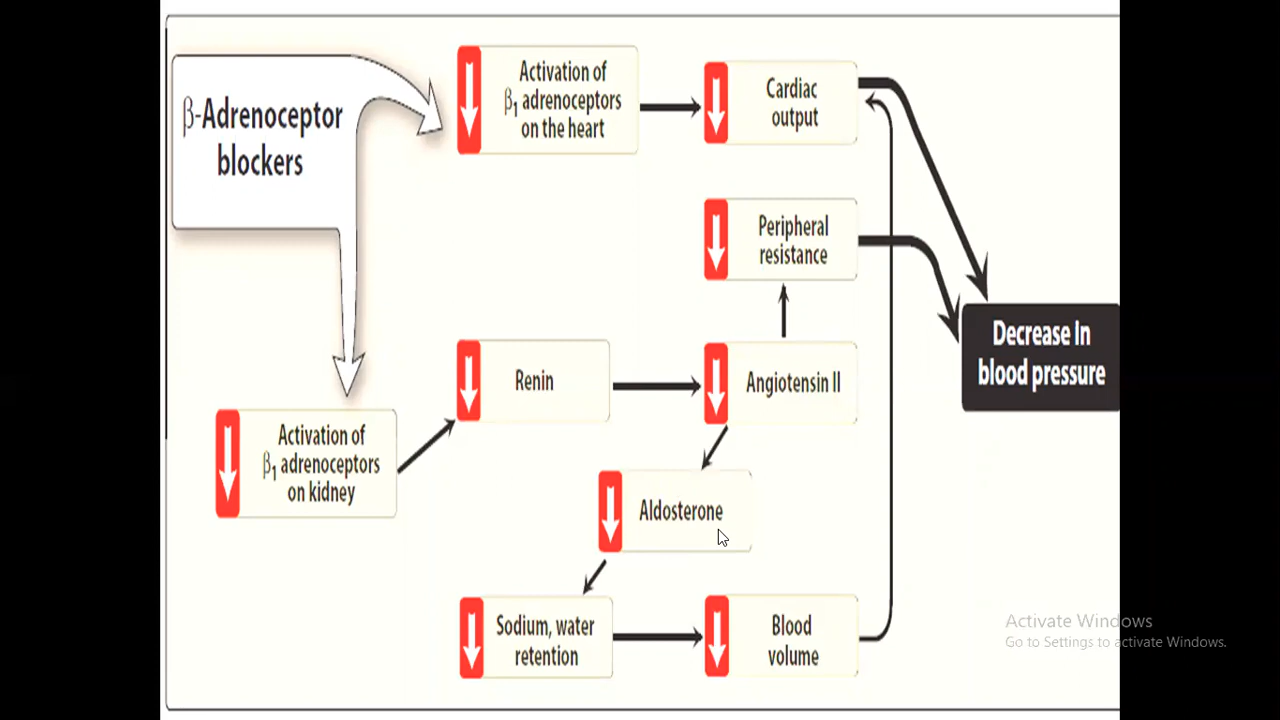 β-Adrenoceptor
blockers
Activation of
β1 adrenoceptors
on the heart
Cardiac
output
Peripheral
resistance
Decrease in
blood pressure
Renin
Angiotensin II
Activation of
β1 adrenoceptors
on kidney
Aldosterone
Sodium, water
retention
Blood
volume
Activate Windows
Go to Settings to activate Windows.